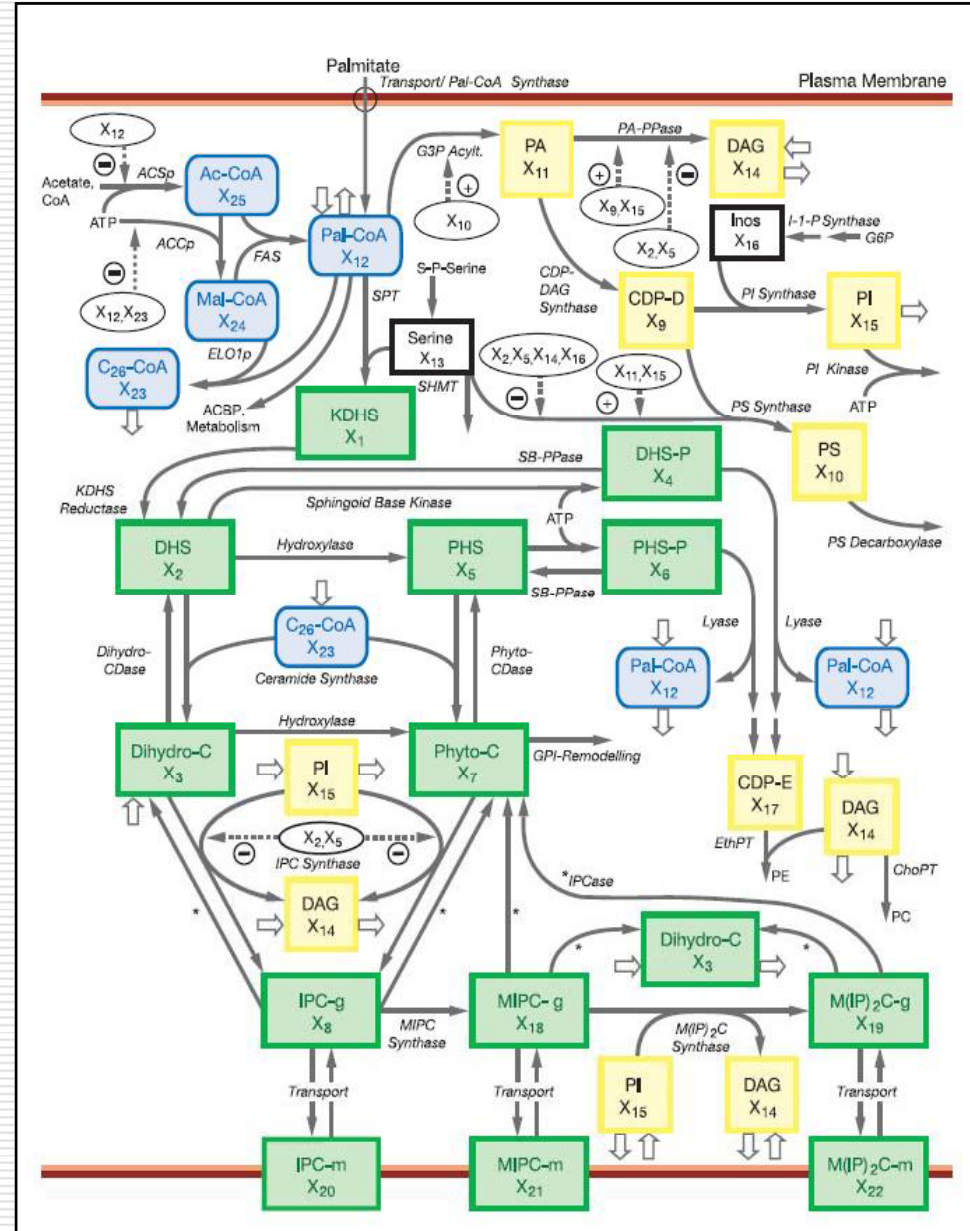 Palmitate
Transport/ Pal-CoA Synthase
Plasma Membrane
X12
−
Acetate, CoA
ACSp
ATP
Ac-CoA
X25
ACCp
FAS
−
X12,X23
Mal-CoA
X24
ELO1p
C26-CoA
X23
Pal-CoA
X12
ACBP, Metabolism
G3P Acylt.
+
X10
PA
X11
PA-PPase
DAG
X14
+
−
X9,X15
X2,X5
Inos
X16
I-1-P Synthase
G6P
S-P-Serine
SPT
Serine
X13
SHMT
CDP-
DAG
Synthase
CDP-D
X9
PI Synthase
PI
X15
PI Kinase
ATP
X2,X5,X14,X16
−
X11,X15
+
PS Synthase
PS
X10
PS Decarboxylase
KDHS
X1
KDHS
Reductase
SB-PPase
DHS-P
X4
Sphingoid Base Kinase
ATP
DHS
X2
Hydroxylase
PHS
X5
PHS-P
X6
SB-PPase
C26-CoA
X23
Ceramide Synthase
Dihydro-
CDase
Phyto-
CDase
Lyase
Lyase
Pal-CoA
X12
Pal-CoA
X12
Dihydro-C
X3
Hydroxylase
Phyto-C
X7
GPI-Remodelling
PI
X15
X2,X5
−
−
IPC Synthase
DAG
X14
CDP-E
X17
DAG
X14
EthPT
ChoPT
PE
PC
*IPCase
*
*
*
*
*
Dihydro-C
X3
IPC-g
X8
MIPC
Synthase
MIPC- g
X18
M(IP)2C
Synthase
M(IP)2C-g
X19
Transport
Transport
PI
X15
DAG
X14
Transport
IPC-m
X20
MIPC-m
X21
M(IP)2C-m
X22